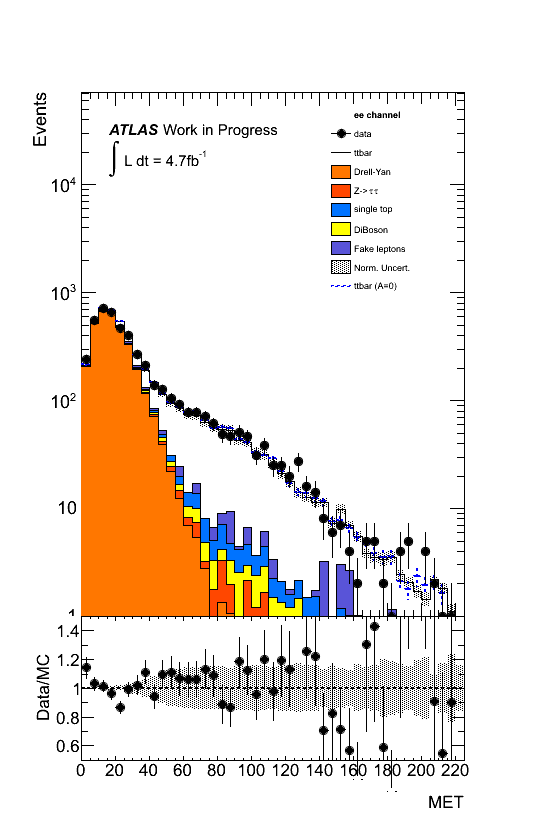 Events
ATLAS Work in Progress
∫ L dt = 4.7fb⁻¹
ee channel
data
ttbar
Drell-Yan
Z->ττ
single top
DiBoson
Fake leptons
Norm. Uncert.
ttbar (A=0)
10⁴
10³
10²
10
1
Data/MC
1.4
1.2
1
0.8
0.6
0 20 40 60 80 100 120 140 160 180 200 220
MET